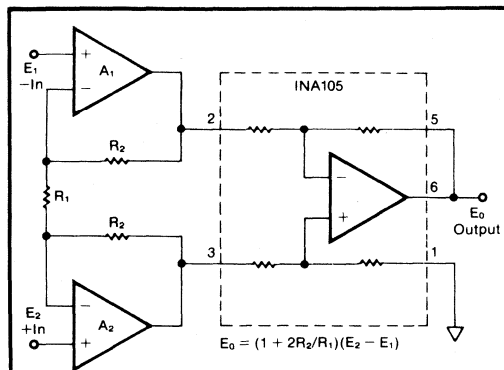 E₁
−In
+
−
A₁
R₂
R₁
R₂
E₂
+In
−
+
A₂
INA105
2
5
−
+
6
E₀
Output
3
1
E₀ = (1 + 2R₂/R₁)(E₂ − E₁)